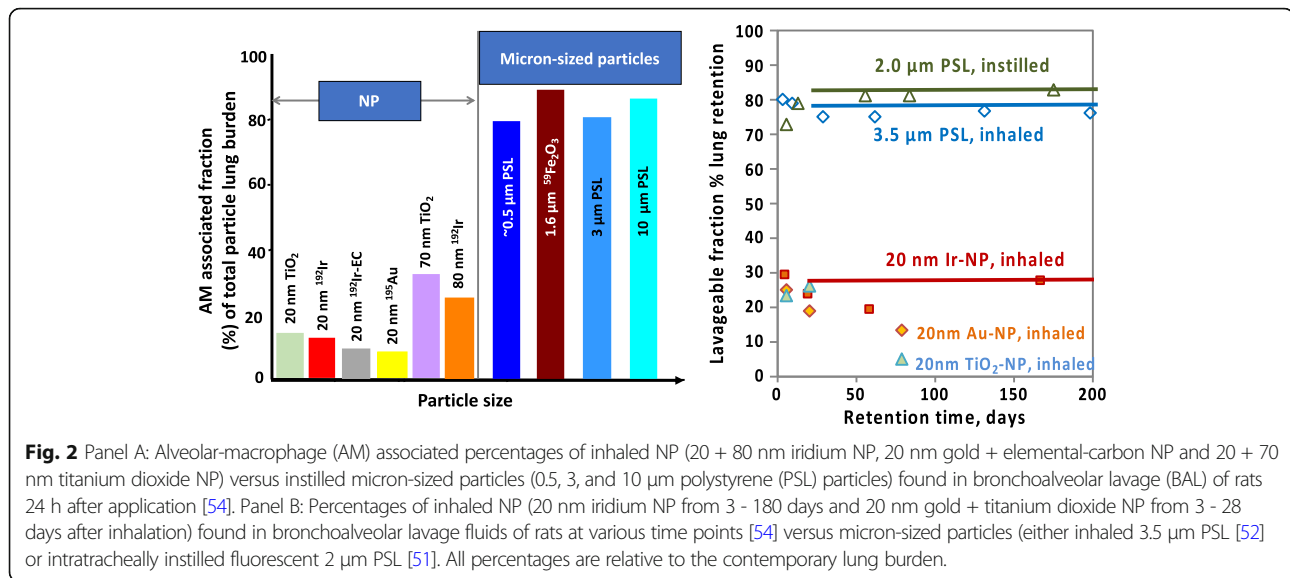 100
80
60
40
20
0
AM associated fraction
(%) of total particle lung burden
NP
Micron-sized particles
20 nm TiO₂
20 nm ¹⁹²Ir
20 nm ¹⁹²Ir-EC
20 nm ¹⁹⁵Au
70 nm TiO₂
80 nm ¹⁹²Ir
~0.5 μm PSL
1.6 μm ⁵⁹Fe₂O₃
3 μm PSL
10 μm PSL
Particle size
100
90
80
70
60
50
40
30
20
10
0
Lavageable fraction % lung retention
2.0 μm PSL, instilled
3.5 μm PSL, inhaled
20 nm Ir-NP, inhaled
20nm Au-NP, inhaled
20nm TiO₂-NP, inhaled
0 50 100 150 200
Retention time, days
Fig. 2 Panel A: Alveolar-macrophage (AM) associated percentages of inhaled NP (20 + 80 nm iridium NP, 20 nm gold + elemental-carbon NP and 20 + 70
nm titanium dioxide NP) versus instilled micron-sized particles (0.5, 3, and 10 μm polystyrene (PSL) particles) found in bronchoalveolar lavage (BAL) of rats
24 h after application [54]. Panel B: Percentages of inhaled NP (20 nm iridium NP from 3 - 180 days and 20 nm gold + titanium dioxide NP from 3 - 28
days after inhalation) found in bronchoalveolar lavage fluids of rats at various time points [54] versus micron-sized particles (either inhaled 3.5 μm PSL [52]
or intratracheally instilled fluorescent 2 μm PSL [51]. All percentages are relative to the contemporary lung burden.